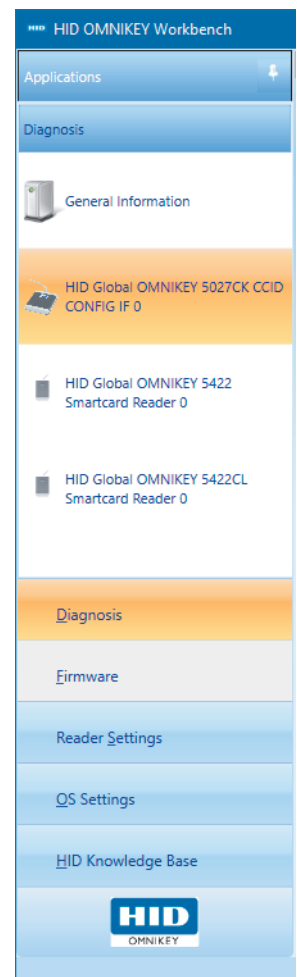 HID OMNIKEY Workbench
Applications
Diagnosis
General Information
HID Global OMNIKEY 5027CK CCID
CONFIG IF 0
HID Global OMNIKEY 5422
Smartcard Reader 0
HID Global OMNIKEY 5422CL
Smartcard Reader 0
Diagnosis
Firmware
Reader Settings
OS Settings
HID Knowledge Base
HID
OMNIKEY